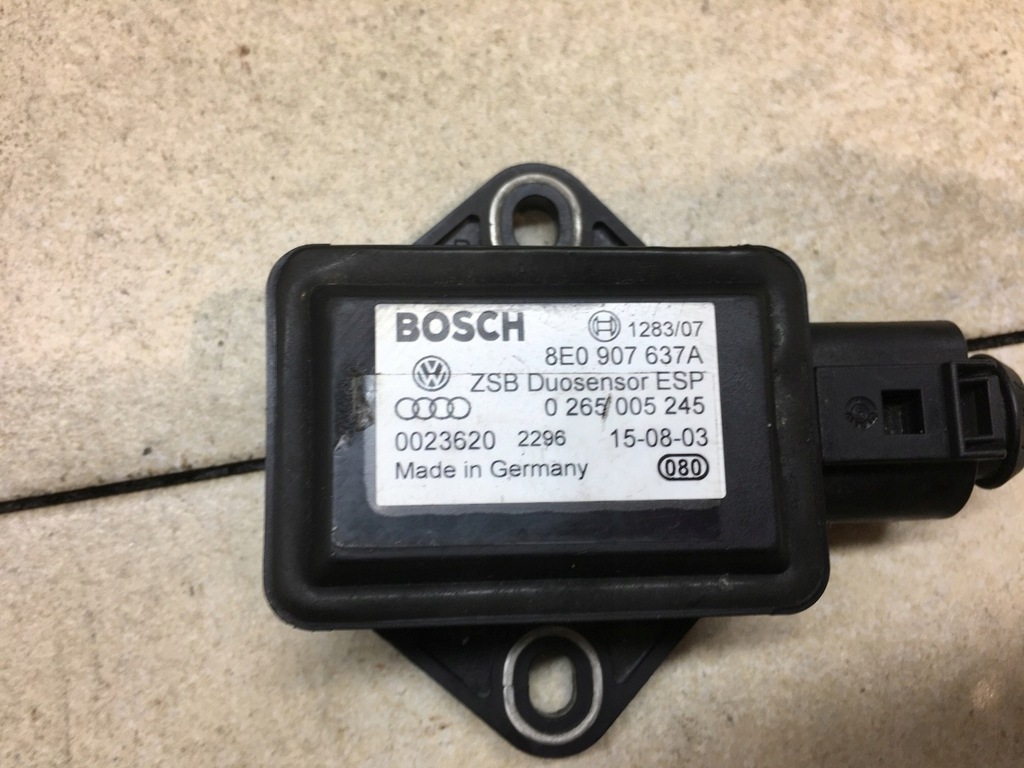 BOSCH 1283/07
8E0 907 637A
ZSB Duosensor ESP
0 265 005 245
0023620 2296 15-08-03
Made in Germany 080